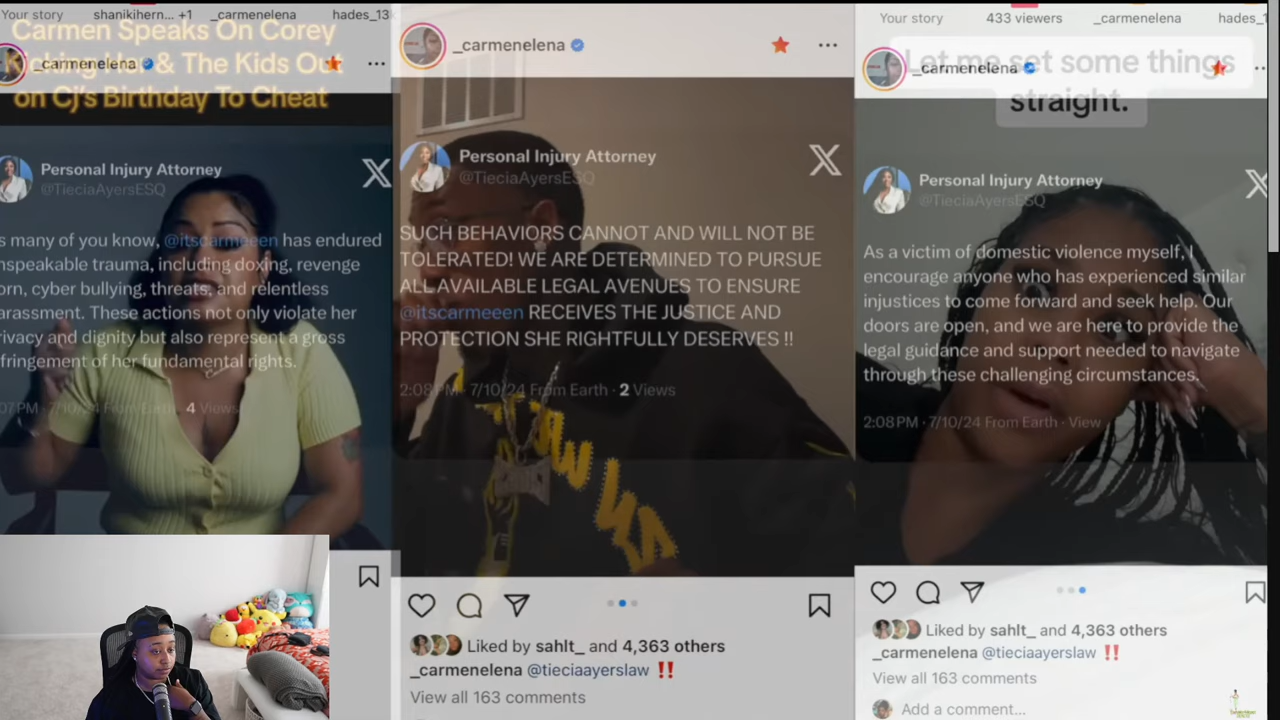 Your story
shanikihern... +1
_carmenelena
hades_13
Carmen Speaks On Corey
Kicking Her & The Kids Out
on Cj's Birthday To Cheat
_carmenelena
Personal Injury Attorney
@TieciaAyersESQ
s many of you know, @itscarmeeen has endured
nspeakable trauma, including doxing, revenge
orn, cyber bullying, threats, and relentless
arassment. These actions not only violate her
rivacy and dignity but also represent a gross
fringement of her fundamental rights.
07 PM · 7/10/24 From Earth · 4 Views
_carmenelena
Personal Injury Attorney
@TieciaAyersESQ
SUCH BEHAVIORS CANNOT AND WILL NOT BE
TOLERATED! WE ARE DETERMINED TO PURSUE
ALL AVAILABLE LEGAL AVENUES TO ENSURE
@itscarmeeen RECEIVES THE JUSTICE AND
PROTECTION SHE RIGHTFULLY DESERVES !!
2:08 PM · 7/10/24 From Earth · 2 Views
Liked by sahlt_ and 4,363 others
_carmenelena @tieciaayerslaw ‼️
View all 163 comments
Your story
433 viewers
_carmenelena
hades_1
Let me set some things
straight.
_carmenelena
Personal Injury Attorney
@TieciaAyersESQ
As a victim of domestic violence myself, I
encourage anyone who has experienced similar
injustices to come forward and seek help. Our
doors are open, and we are here to provide the
legal guidance and support needed to navigate
through these challenging circumstances.
2:08 PM · 7/10/24 From Earth · View
Liked by sahlt_ and 4,363 others
_carmenelena @tieciaayerslaw ‼️
View all 163 comments
Add a comment...